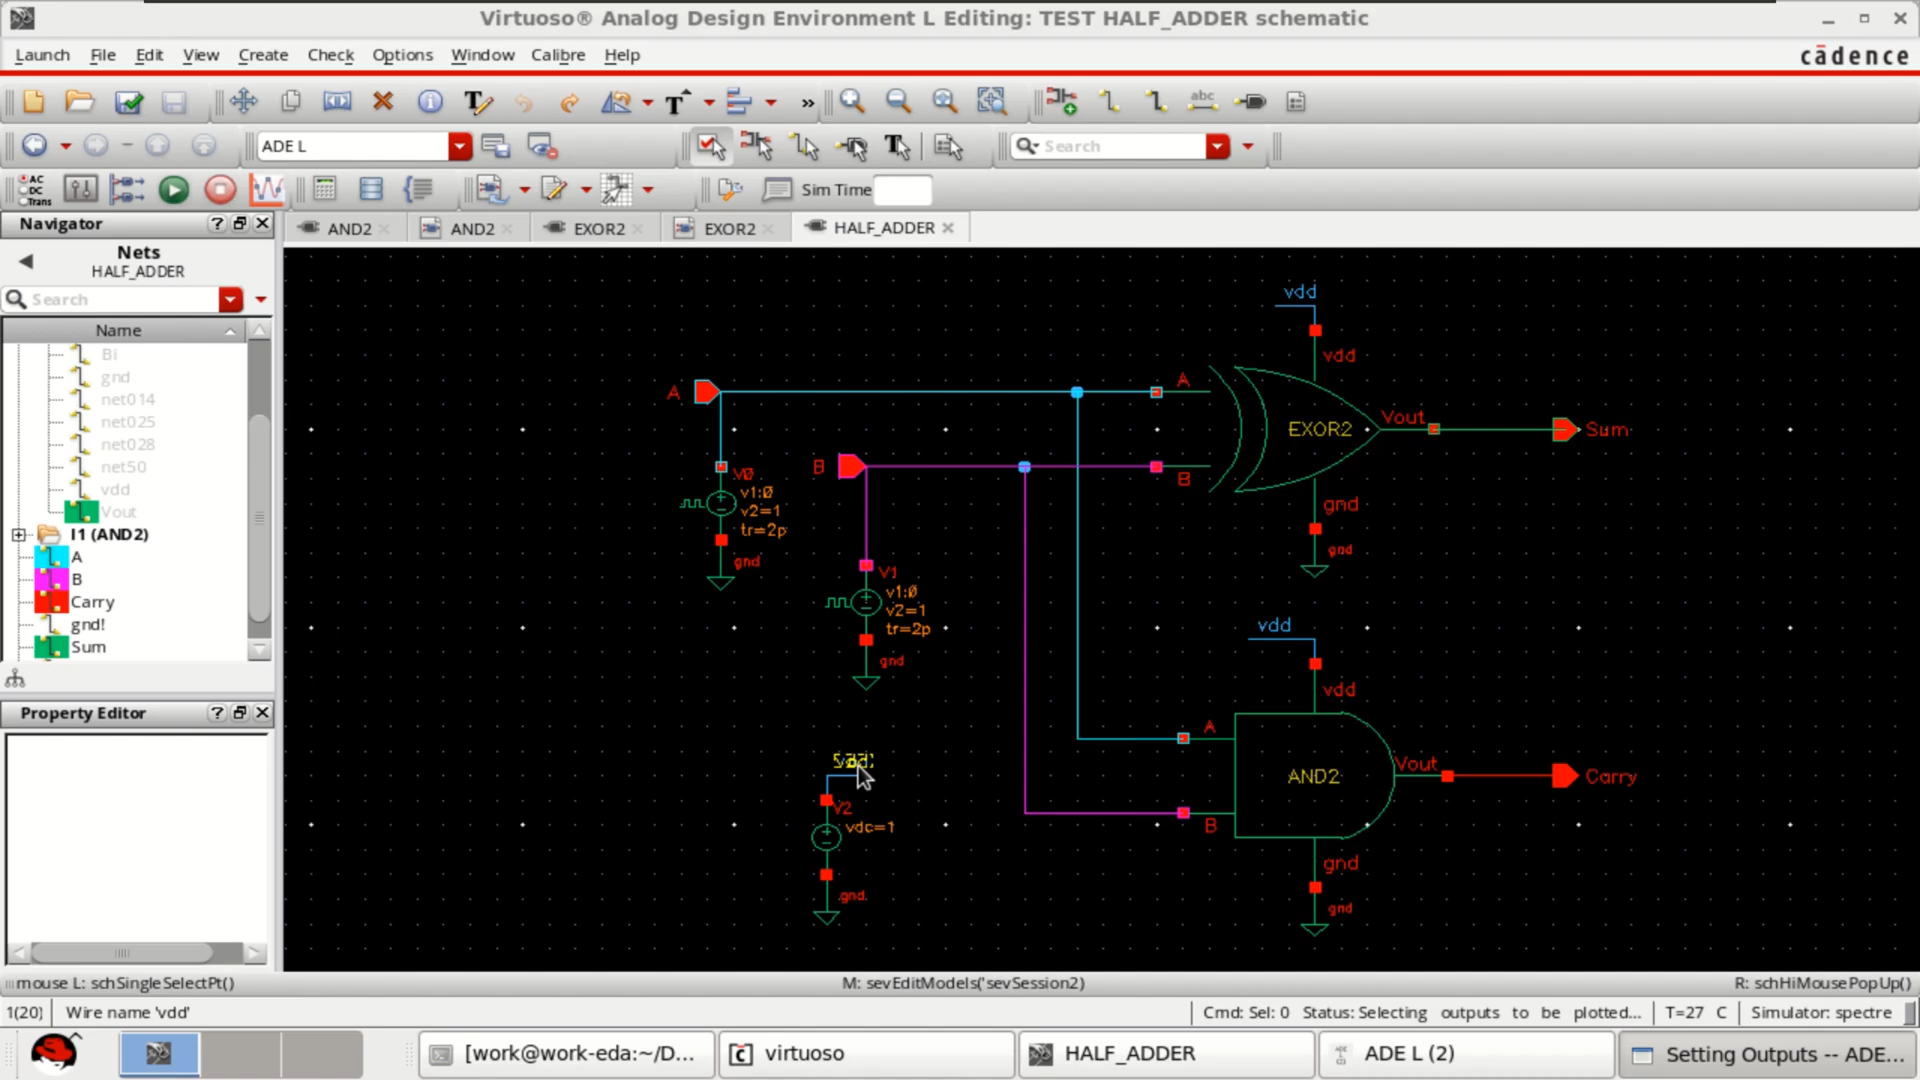 Virtuoso® Analog Design Environment L Editing: TEST HALF_ADDER schematic
Launch File Edit View Create Check Options Window Calibre Help
cādence
T T abc
ADE L
T
Search
AC
DC
Trans
Sim Time
Navigator
AND2 AND2 EXOR2 EXOR2 HALF_ADDER
Nets
HALF_ADDER
Search
Name
Bi
gnd
net014
net025
net028
net50
vdd
Vout
I1 (AND2)
A
B
Carry
gnd!
Sum
Property Editor
vdd
vdd
A
A
Vout
EXOR2
Sum
B
B
V0
v1:0
v2=1
tr=2p
gnd
gnd
gnd
V1
v1:0
v2=1
tr=2p
gnd
vdd
vdd
A
Vout
AND2
Carry
B
gnd
gnd
V2
vdc=1
gnd
mouse L: schSingleSelectPt()
M: sevEditModels('sevSession2)
R: schHiMousePopUp()
1(20) Wire name 'vdd'
Cmd: Sel: 0 Status: Selecting outputs to be plotted... T=27 C Simulator: spectre
[work@work-eda:~/D...
virtuoso
HALF_ADDER
ADE L (2)
Setting Outputs -- ADE...